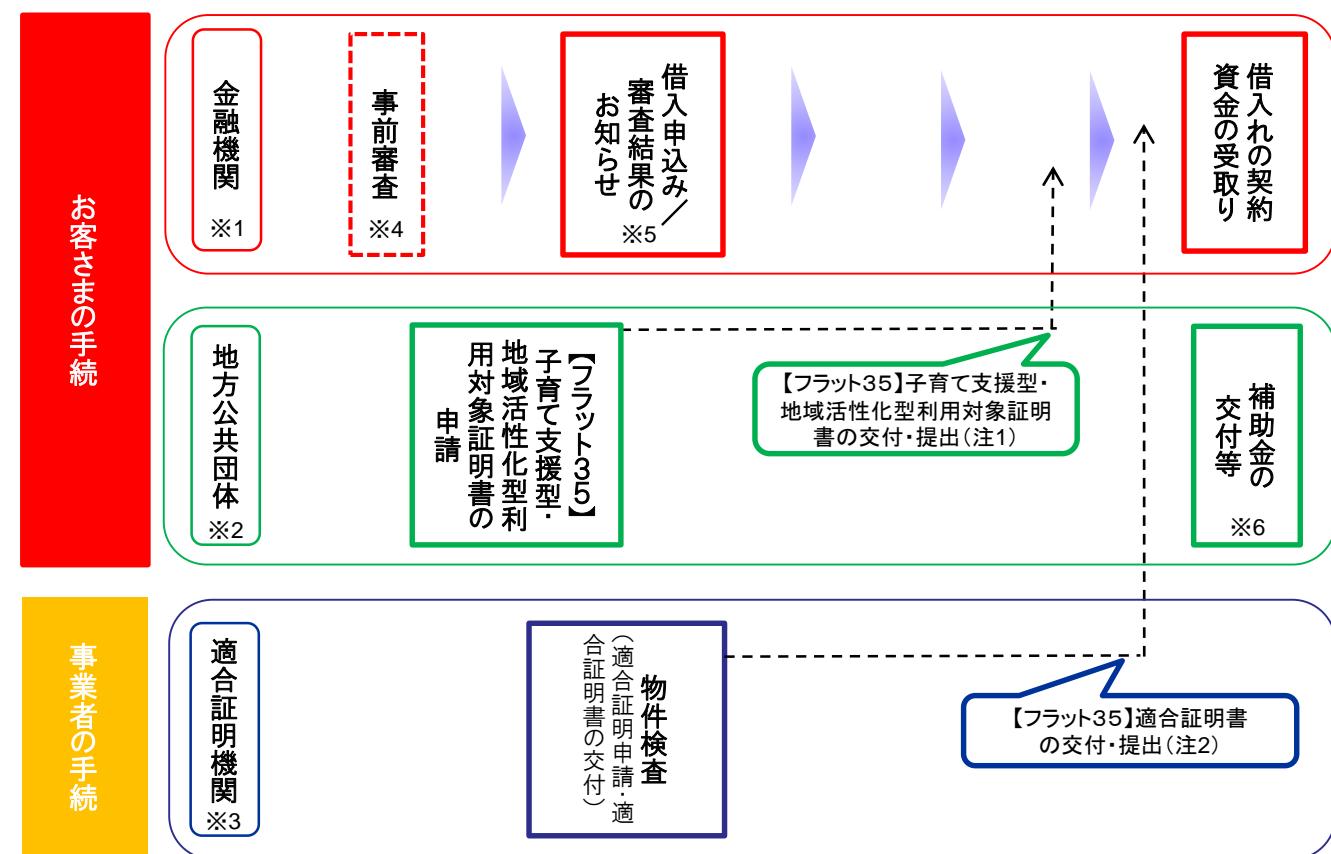 お客さまの手続
金融機関
※1
事前審査
※4
借入申込み／
審査結果の
お知らせ
※5
借入れの契約
資金の受取り
地方公共団体
※2
【フラット35】
子育て支援型・
地域活性化型利
用対象証明書の
申請
【フラット35】子育て支援型・
地域活性化型利用対象証明
書の交付・提出（注1）
補助金の
交付等
※6
事業者の手続
適合証明機関
※3
物件検査
（適合証明申請・適
合証明書の交付）
【フラット35】適合証明書
の交付・提出（注2）